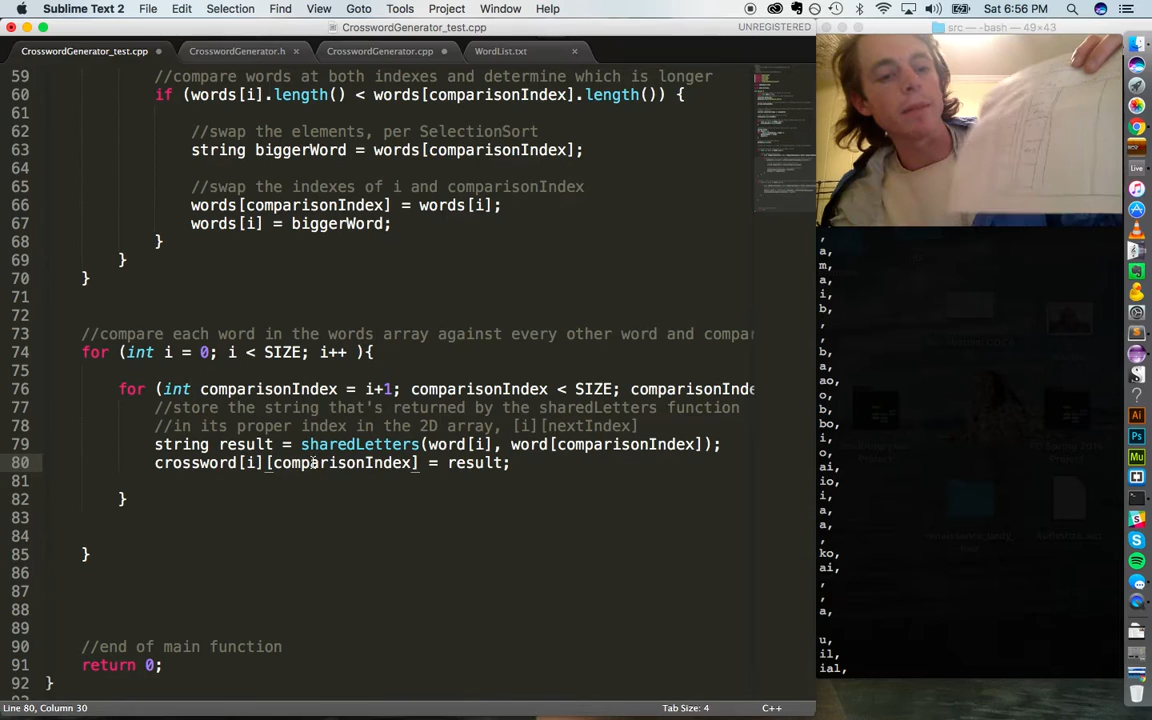 Sublime Text 2 File Edit Selection Find View Goto Tools Project Window Help Sat 6:56 PM
CrosswordGenerator_test.cpp UNREGISTERED
src — -bash — 49×43
CrosswordGenerator_test.cpp CrosswordGenerator.h CrosswordGenerator.cpp WordList.txt
59 //compare words at both indexes and determine which is longer
60 if (words[i].length() < words[comparisonIndex].length()) {
61
62 //swap the elements, per SelectionSort
63 string biggerWord = words[comparisonIndex];
64
65 //swap the indexes of i and comparisonIndex
66 words[comparisonIndex] = words[i];
67 words[i] = biggerWord;
68 }
69 }
70 }
71
72
73 //compare each word in the words array against every other word and compar
74 for (int i = 0; i < SIZE; i++ ){
75
76 for (int comparisonIndex = i+1; comparisonIndex < SIZE; comparisonInde
77 //store the string that's returned by the sharedLetters function
78 //in its proper index in the 2D array, [i][nextIndex]
79 string result = sharedLetters(word[i], word[comparisonIndex]);
80 crossword[i][comparisonIndex] = result;
81
82 }
83
84
85 }
86
87
88
89
90 //end of main function
91 return 0;
92 }
,
a,
m,
a,
i,
b,
,
b,
a,
ao,
o,
b,
bo,
i,
o,
ai,
io,
i,
a,
a,
,
ko,
ai,
,
,
a,
u,
il,
ial,
Line 80, Column 30 Tab Size: 4 C++